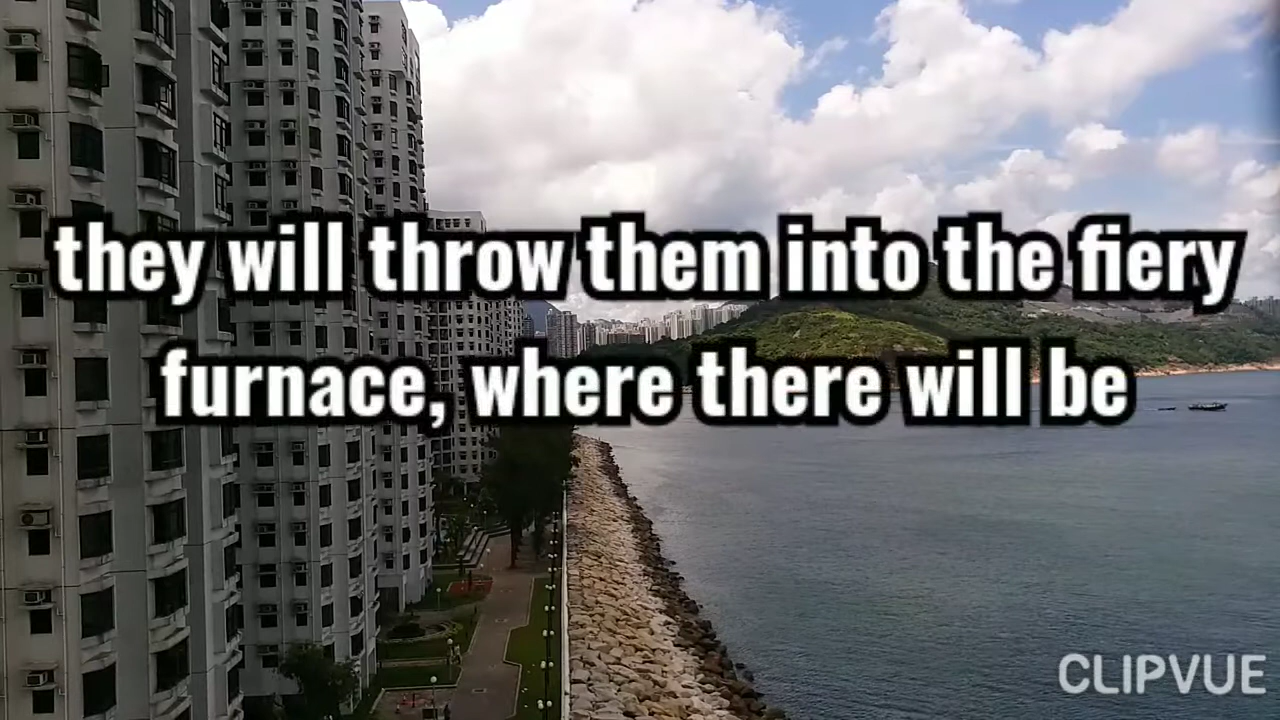 they will throw them into the fiery
furnace, where there will be
CLIPVUE